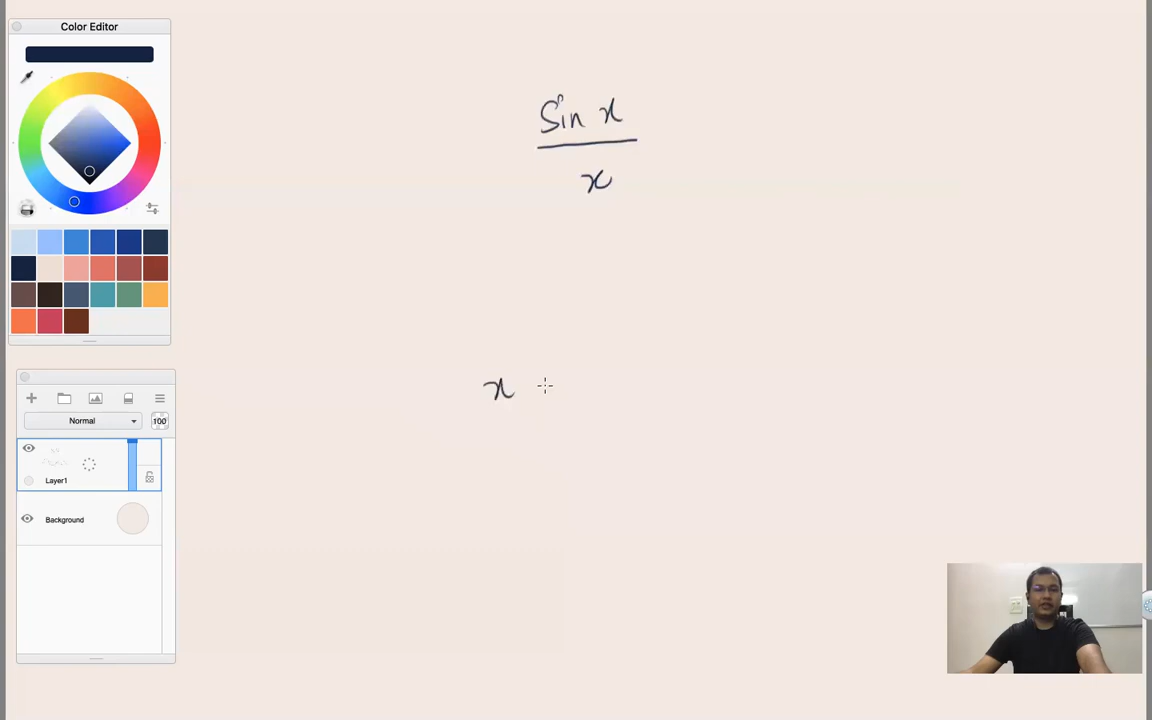 Color Editor
Sin x
x
x
Normal
100
Layer1
Background